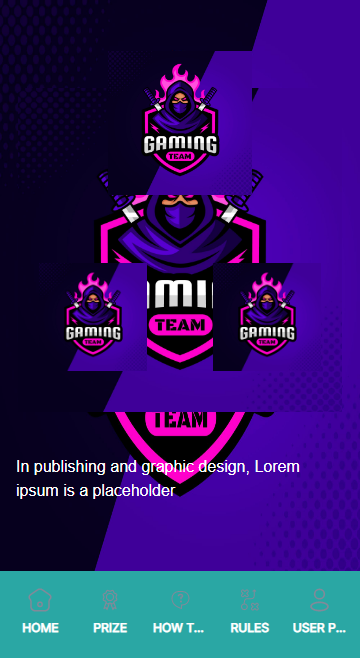 GAMING
TEAM
AMI
TEAM
GAMING
TEAM
GAMING
TEAM
TEAM
In publishing and graphic design, Lorem
ipsum is a placeholder
HOME
PRIZE
HOW T...
RULES
USER P...